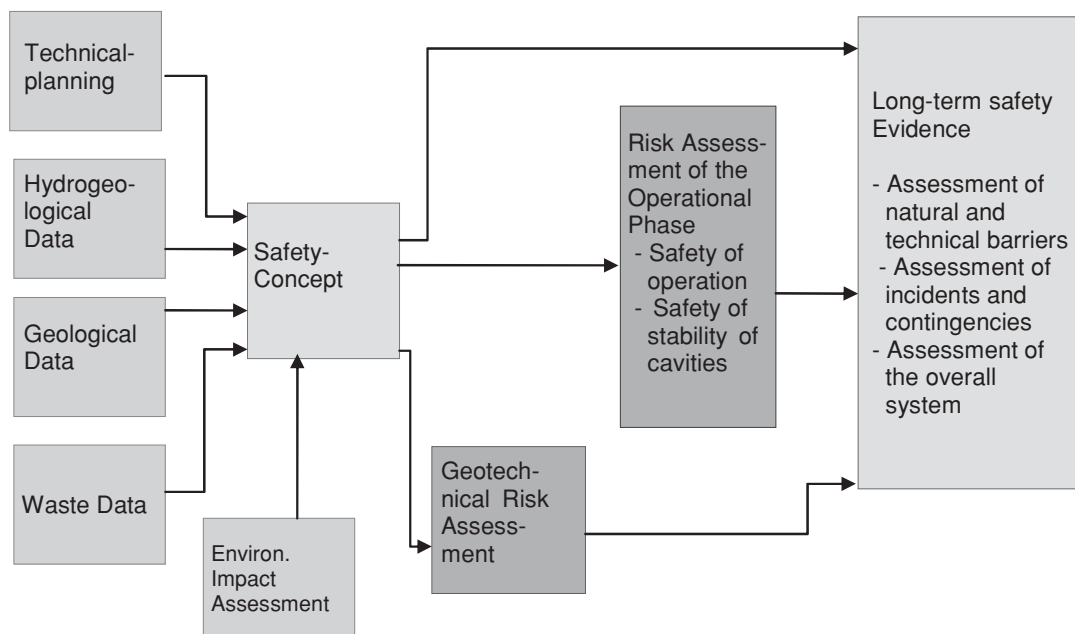 Technical-
planning
Hydrogeo-
logical
Data
Geological
Data
Waste Data
Environ.
Impact
Assessment
Safety-
Concept
Risk Assess-
ment of the
Operational
Phase
- Safety of
operation
- Safety of
stability of
cavities
Geotech-
nical Risk
Assess-
ment
Long-term safety
Evidence
- Assessment of
natural and
technical barriers
- Assessment of
incidents and
contingencies
- Assessment of
the overall
system